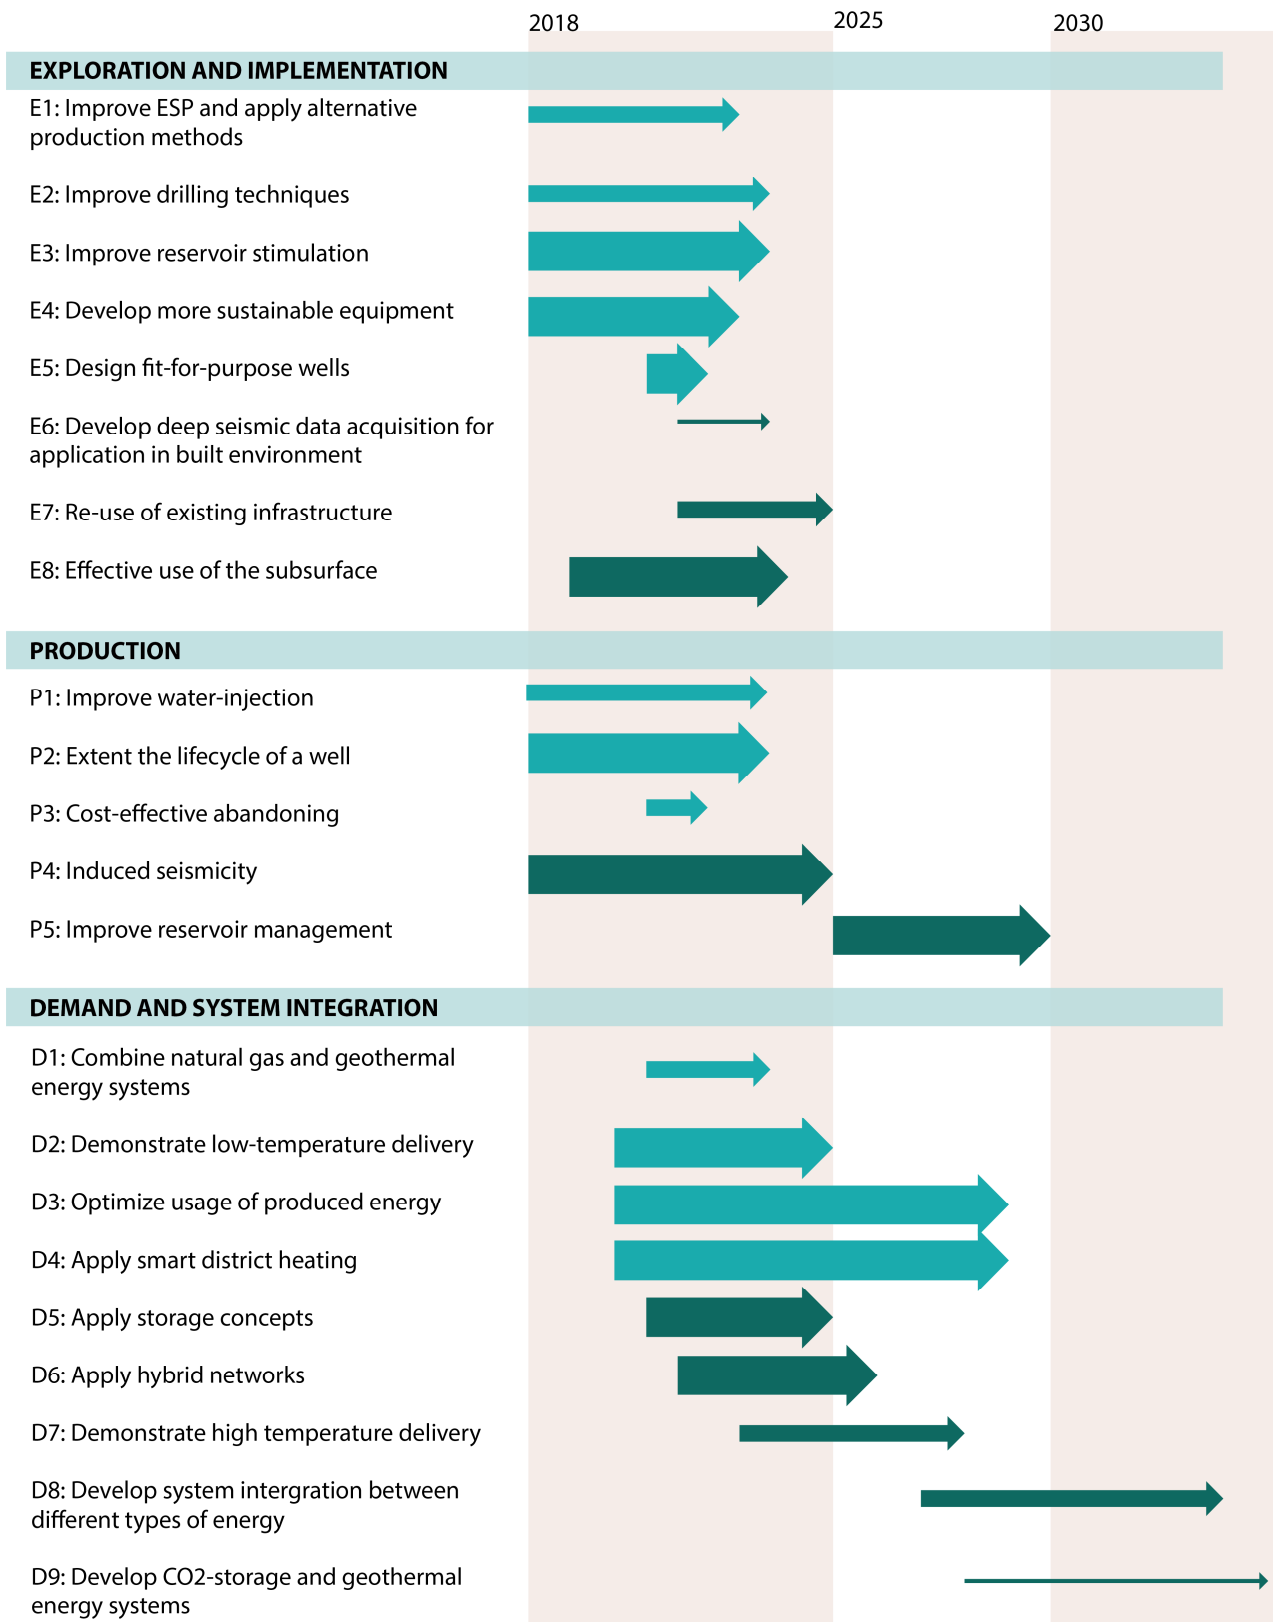 2018
2025
2030
EXPLORATION AND IMPLEMENTATION
E1: Improve ESP and apply alternative
production methods
E2: Improve drilling techniques
E3: Improve reservoir stimulation
E4: Develop more sustainable equipment
E5: Design fit-for-purpose wells
E6: Develop deep seismic data acquisition for
application in built environment
E7: Re-use of existing infrastructure
E8: Effective use of the subsurface
PRODUCTION
P1: Improve water-injection
P2: Extent the lifecycle of a well
P3: Cost-effective abandoning
P4: Induced seismicity
P5: Improve reservoir management
DEMAND AND SYSTEM INTEGRATION
D1: Combine natural gas and geothermal
energy systems
D2: Demonstrate low-temperature delivery
D3: Optimize usage of produced energy
D4: Apply smart district heating
D5: Apply storage concepts
D6: Apply hybrid networks
D7: Demonstrate high temperature delivery
D8: Develop system intergration between
different types of energy
D9: Develop CO2-storage and geothermal
energy systems